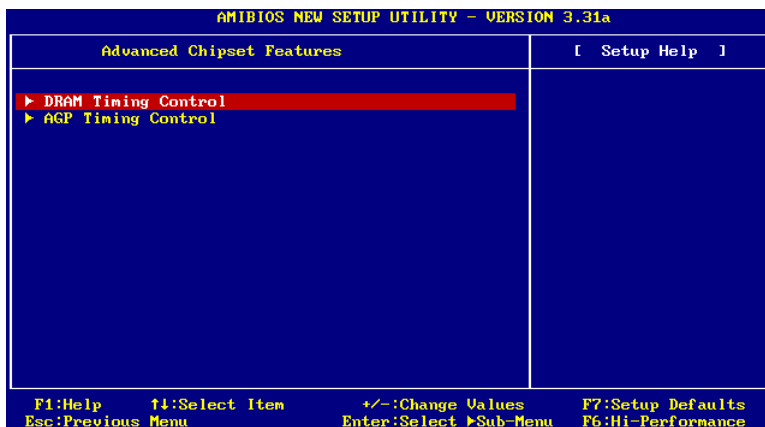 AMIBIOS NEW SETUP UTILITY - VERSION 3.31a
Advanced Chipset Features [ Setup Help ]
▶ DRAM Timing Control
▶ AGP Timing Control
F1:Help ↑↓:Select Item +/-:Change Values F7:Setup Defaults
Esc:Previous Menu Enter:Select ▶Sub-Menu F6:Hi-Performance